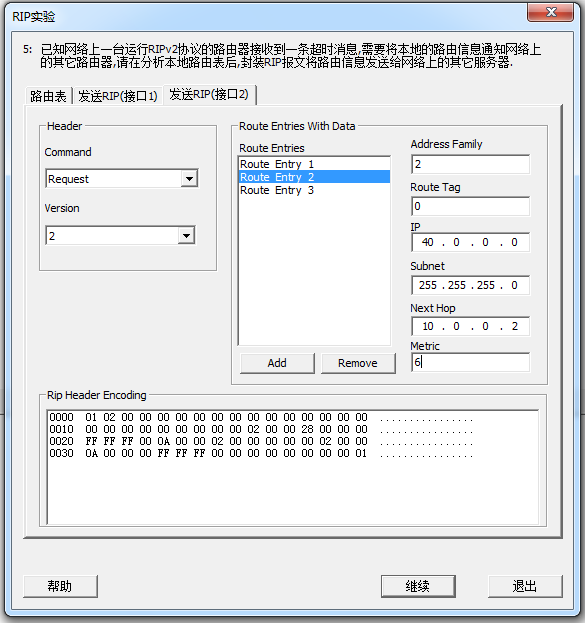 RIP实验
5: 已知网络上一台运行RIPv2协议的路由器接收到一条超时消息,需要将本地的路由信息通知网络上
的其它路由器,请在分析本地路由表后,封装RIP报文将路由信息发送给网络上的其它服务器.
路由表 发送RIP(接口1) 发送RIP(接口2)
Header
Command
Request
Version
2
Route Entries With Data
Route Entries
Route Entry 1
Route Entry 2
Route Entry 3
Add Remove
Address Family
2
Route Tag
0
IP
40 . 0 . 0 . 0
Subnet
255 . 255 . 255 . 0
Next Hop
10 . 0 . 0 . 2
Metric
6
Rip Header Encoding
0000 01 02 00 00 00 00 00 00 00 00 00 00 00 00 00 00 ................
0010 00 00 00 00 00 00 00 00 00 02 00 00 28 00 00 00 ................
0020 FF FF FF 00 0A 00 00 02 00 00 00 00 00 02 00 00 ................
0030 0A 00 00 00 FF FF FF 00 00 00 00 00 00 00 00 01 ................
帮助 继续 退出